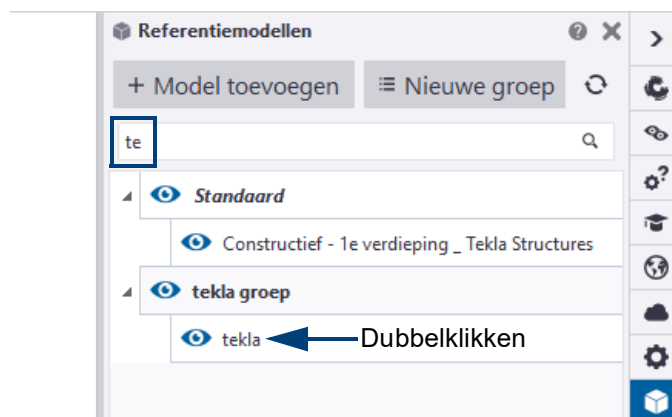 Referentiemodellen
+ Model toevoegen Nieuwe groep
te
Standaard
Constructief - 1e verdieping _ Tekla Structures
tekla groep
tekla Dubbelklikken